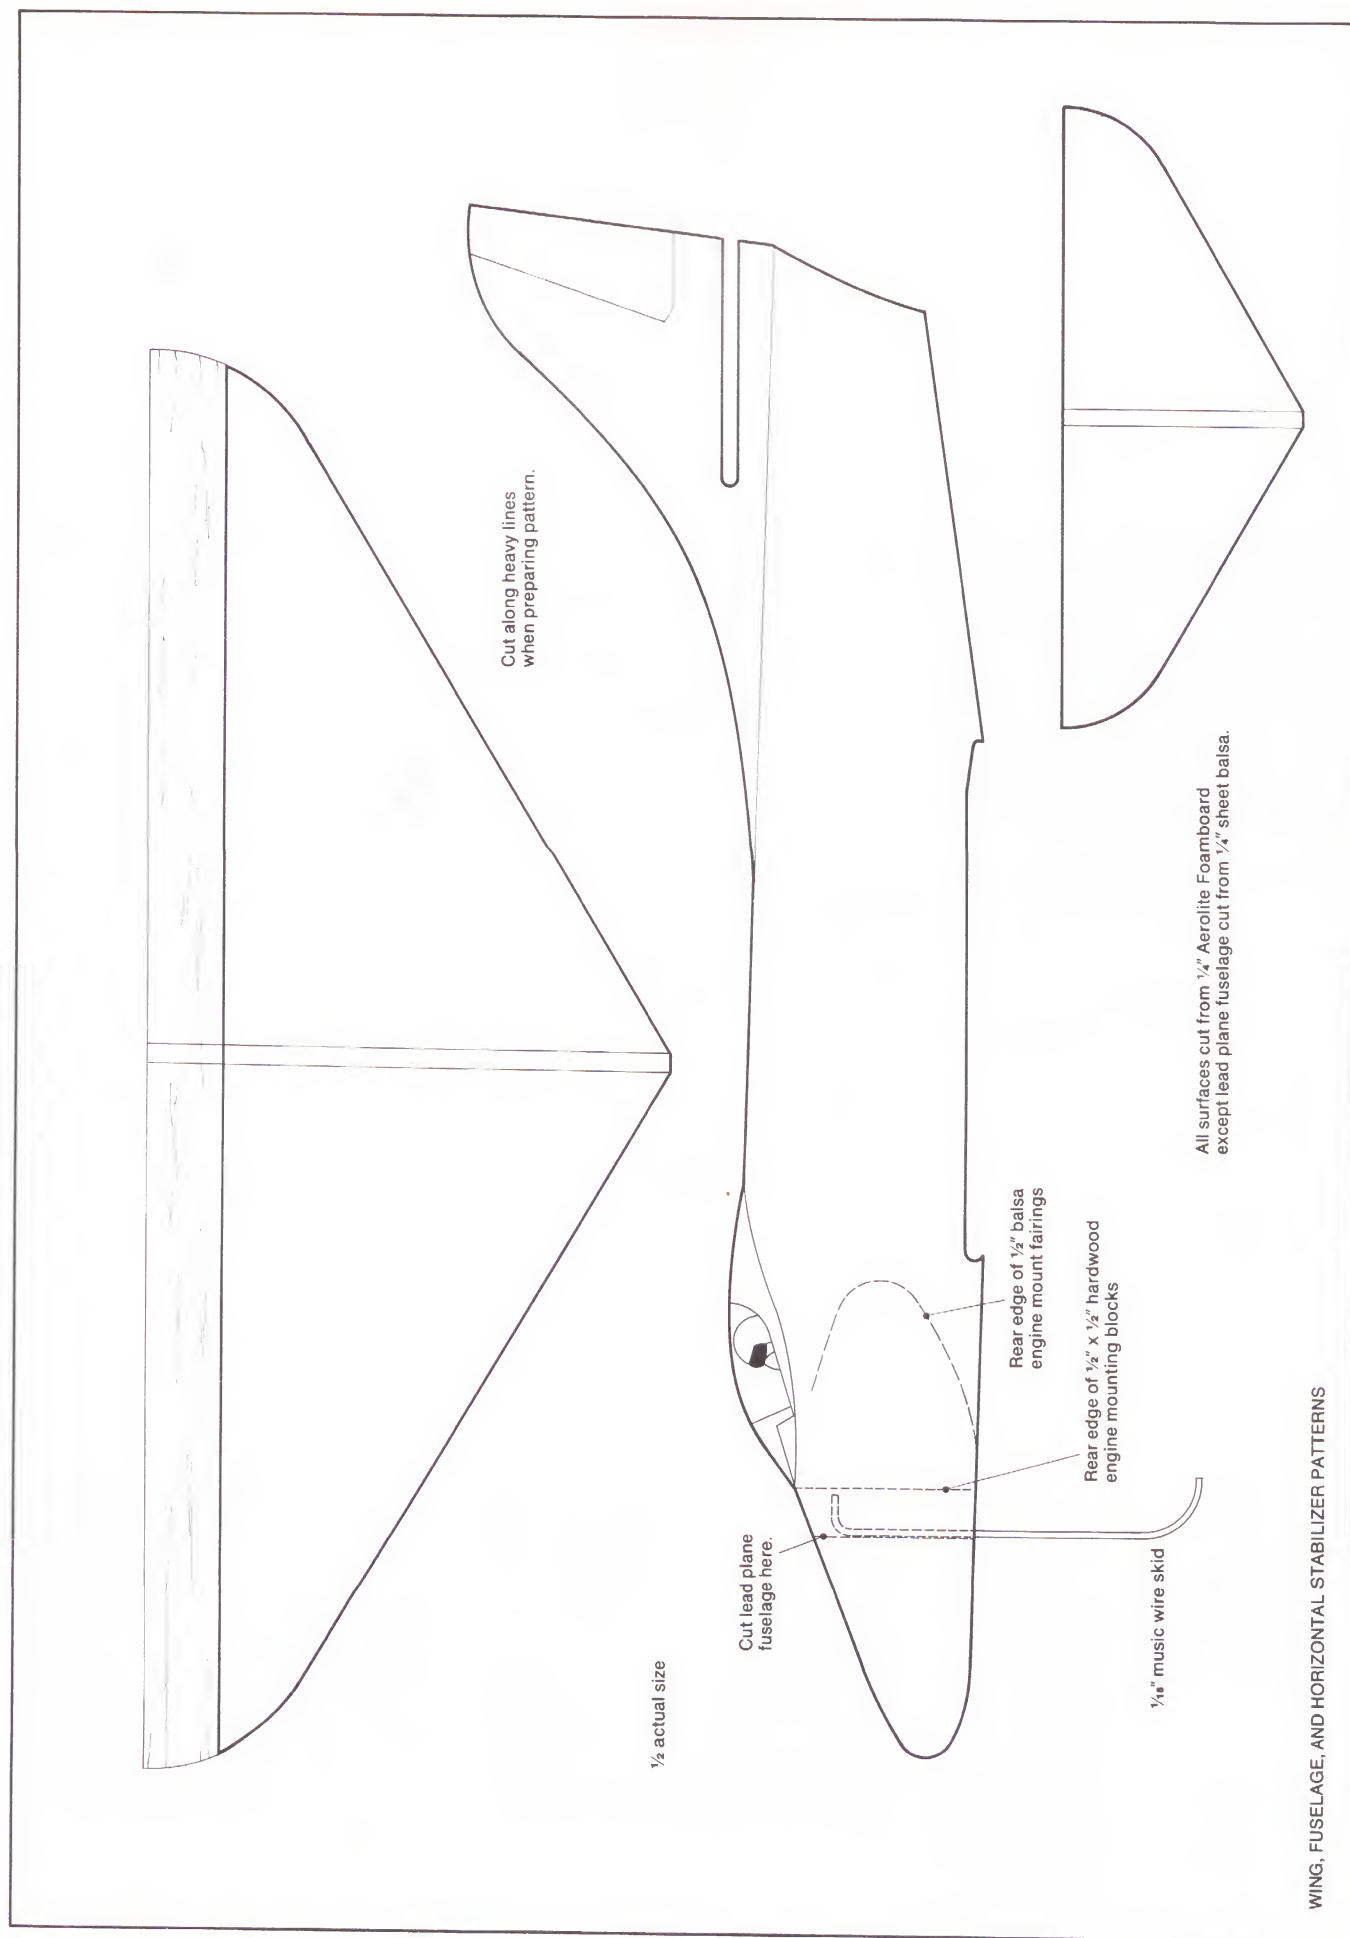 Cut along heavy lines
when preparing pattern.
½ actual size
Cut lead plane
fuselage here.
Rear edge of ½" balsa
engine mount fairings
Rear edge of ½" x ½" hardwood
engine mounting blocks
1/16" music wire skid
All surfaces cut from ¼" Aerolite Foamboard
except lead plane fuselage cut from ¼" sheet balsa.
WING, FUSELAGE, AND HORIZONTAL STABILIZER PATTERNS